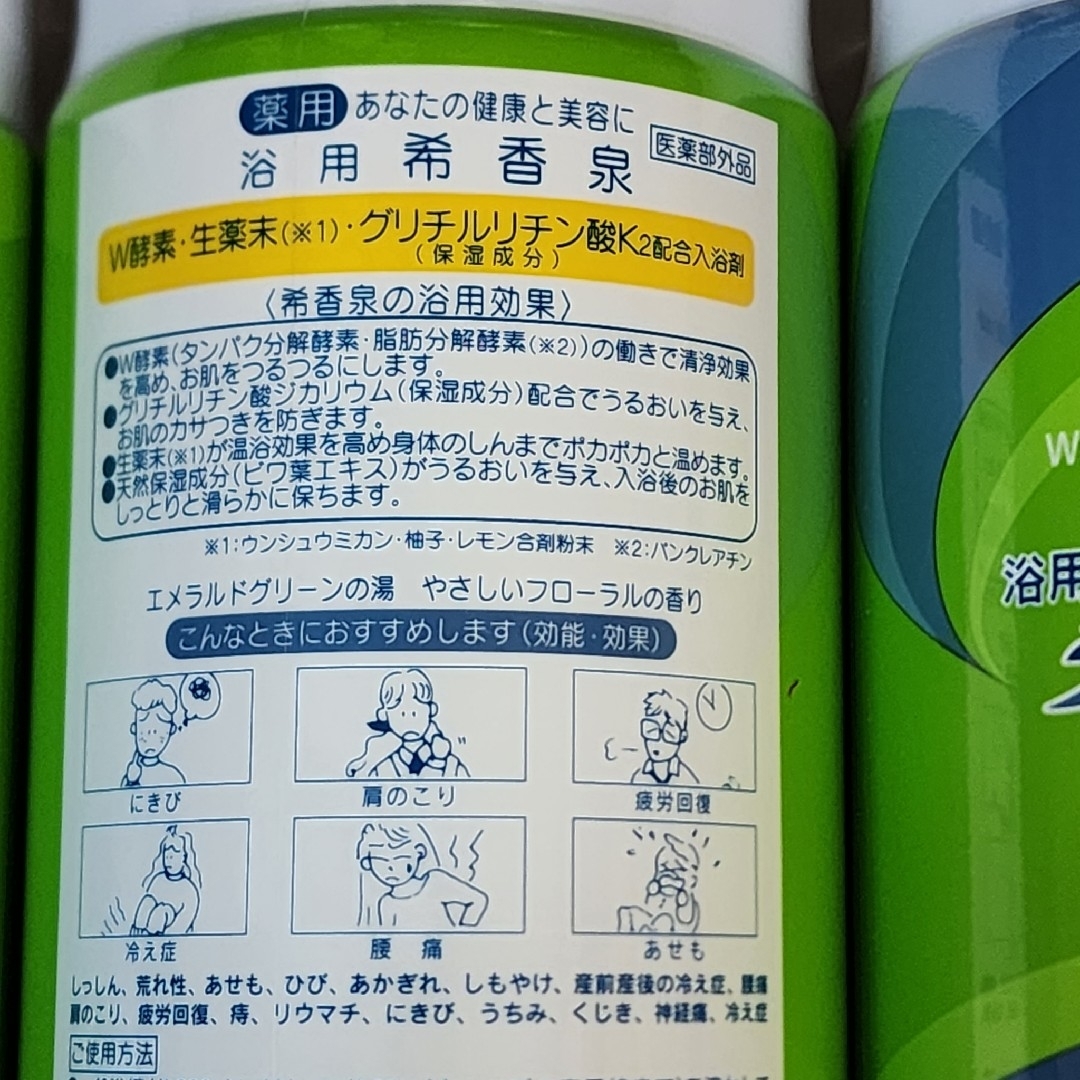 薬用 あなたの健康と美容に
浴用 希香泉 医薬部外品
W酵素・生薬末(※1)・グリチルリチン酸K2配合入浴剤
(保湿成分)
〈希香泉の浴用効果〉
●W酵素(タンパク分解酵素・脂肪分解酵素(※2))の働きで清浄効果
を高め、お肌をつるつるにします。
●グリチルリチン酸ジカリウム(保湿成分)配合でうるおいを与え、
お肌のカサつきを防ぎます。
●生薬末(※1)が温浴効果を高め身体のしんまでポカポカと温めます。
●天然保湿成分(ビワ葉エキス)がうるおいを与え、入浴後のお肌を
しっとりと滑らかに保ちます。
※1:ウンシュウミカン・柚子・レモン合剤粉末 ※2:パンクレアチン
エメラルドグリーンの湯 やさしいフローラルの香り
こんなときにおすすめします(効能・効果)
にきび 肩のこり 疲労回復
冷え症 腰痛 あせも
しっしん、荒れ性、あせも、ひび、あかぎれ、しもやけ、産前産後の冷え症、腰痛
肩のこり、疲労回復、痔、リウマチ、にきび、うちみ、くじき、神経痛、冷え症
ご使用方法
W
浴用